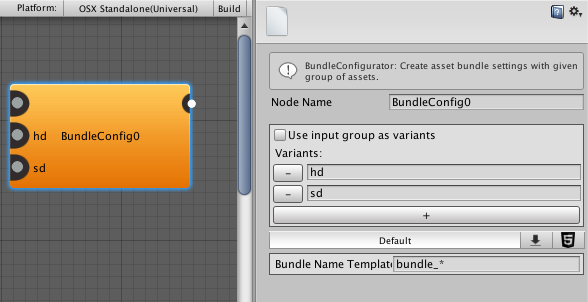 Platform: OSX Standalone(Universal) Build
hd BundleConfig0
sd
BundleConfigurator: Create asset bundle settings with given
group of assets.
Node Name BundleConfig0
Use input group as variants
Variants:
- hd
- sd
+
Default
Bundle Name Template bundle_*